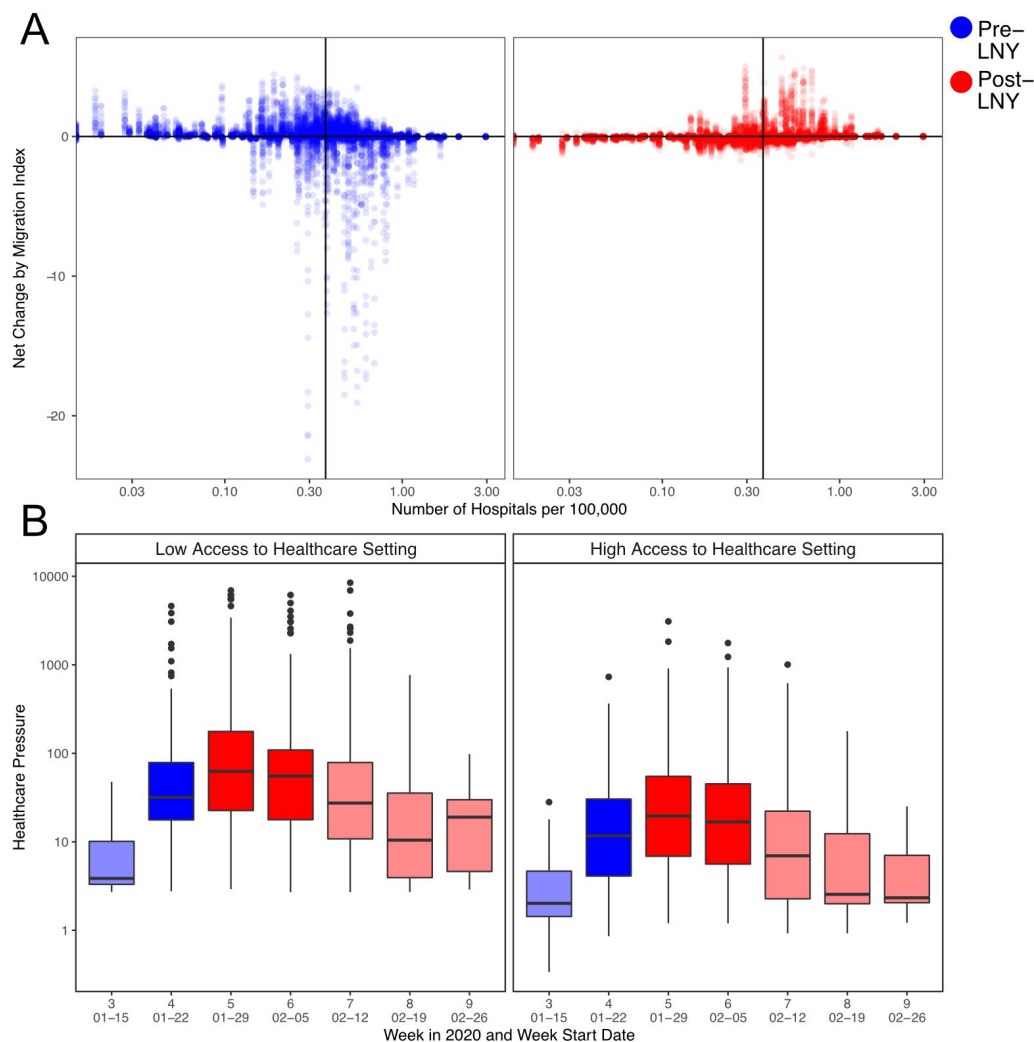 A
Pre–
LNY
Post–
LNY
Net Change by Migration Index
0
–10
–20
0.03 0.10 0.30 1.00 3.00
0.03 0.10 0.30 1.00 3.00
Number of Hospitals per 100,000
B
Low Access to Healthcare Setting
High Access to Healthcare Setting
Healthcare Pressure
10000
1000
100
10
1
3 4 5 6 7 8 9
01–15 01–22 01–29 02–05 02–12 02–19 02–26
3 4 5 6 7 8 9
01–15 01–22 01–29 02–05 02–12 02–19 02–26
Week in 2020 and Week Start Date